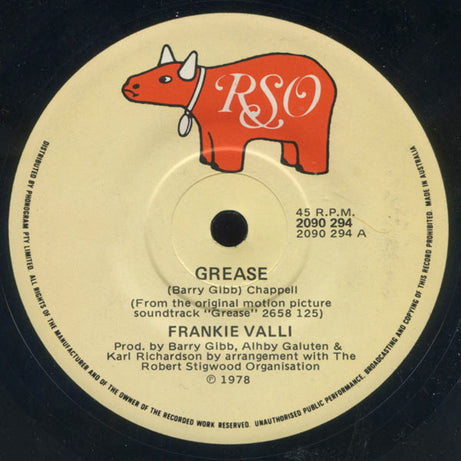 RSO
45 R.P.M.
2090 294
2090 294 A
GREASE
(Barry Gibb) Chappell
(From the original motion picture
soundtrack "Grease" 2658 125)
FRANKIE VALLI
Prod. by Barry Gibb, Alhby Galuten &
Karl Richardson by arrangement with The
Robert Stigwood Organisation
℗ 1978
DISTRIBUTED BY PHONOGRAM PTY LIMITED. ALL RIGHTS OF THE MANUFACTURER AND OF THE OWNER OF THE RECORDED WORK RESERVED. UNAUTHORISED PUBLIC PERFORMANCE, BROADCASTING AND COPYING OF THIS RECORD PROHIBITED. MADE IN AUSTRALIA